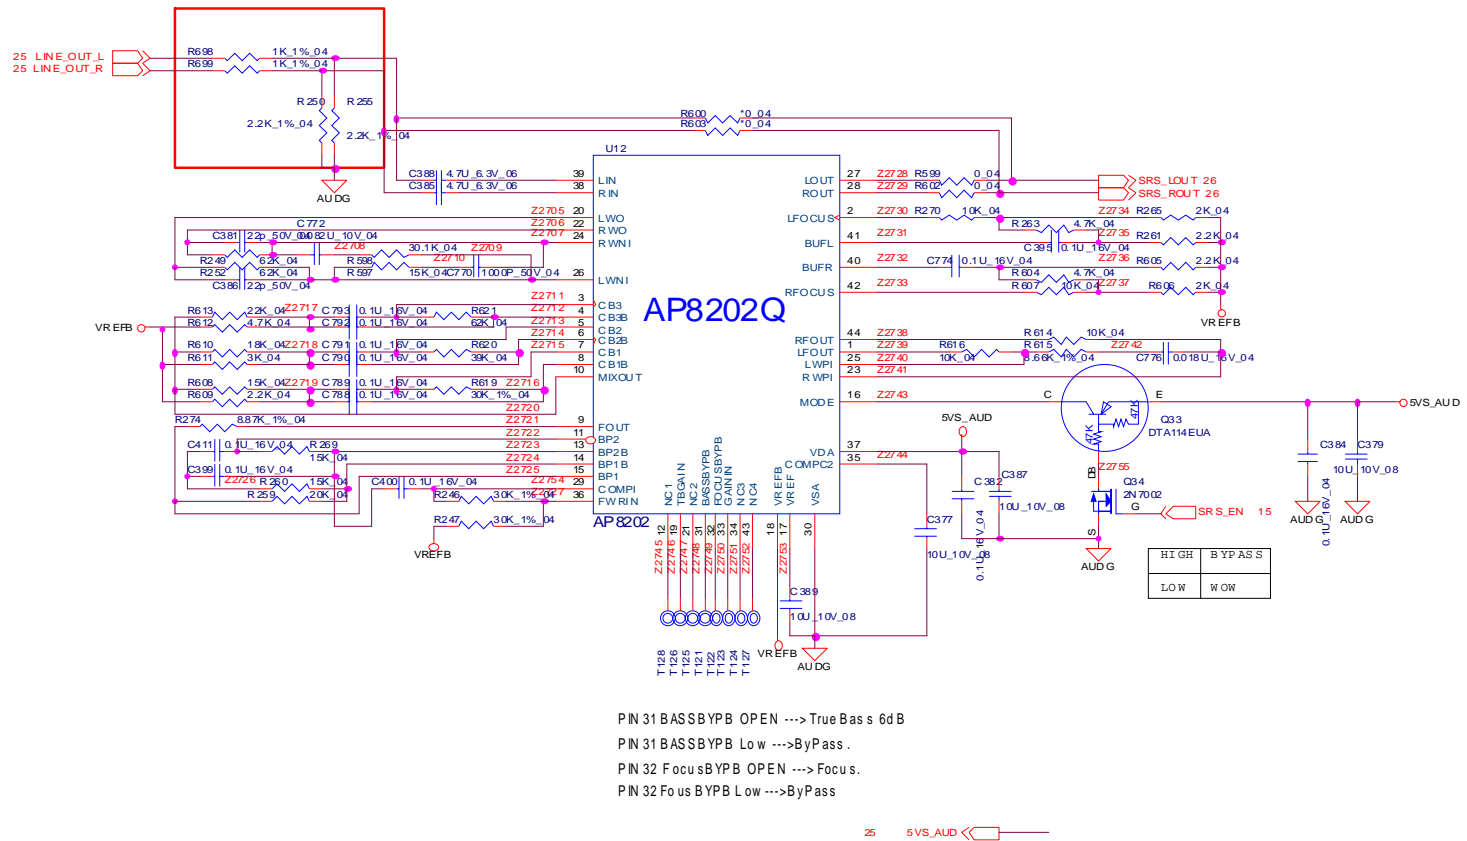 25 LINE_OUT_L
25 LINE_OUT_R
R698 1K_1%_04
R699 1K_1%_04
R250 R255
2.2K_1%_04
2.2K_1%_04
AUDG
R600 *0_04
R603 *0_04
U12
C388 4.7U_6.3V_06
C385 4.7U_6.3V_06
39 LIN
38 RIN
Z2705 20 LWO
Z2706 22 RWO
Z2707 24 RWNI
26 LWNI
C772
C381 22p_50V_04
0.082U_10V_04
Z2708 30.1K_04 Z2709
R249 62K_04 R598 Z2710
R252 62K_04 R597 15K_04 C770 1000P_50V_04
C386 22p_50V_04
Z2711 3 CB3
Z2712 4 CB3B
Z2713 5 CB2
Z2714 6 CB2B
Z2715 7 CB1
8 CB1B
10 MIXOUT
VREFB
R613 22K_04 Z2717 C793 0.1U_16V_04 R621
R612 4.7K_04 C792 0.1U_16V_04 62K_04
R610 18K_04 Z2718 C791 0.1U_16V_04 R620
R611 3K_04 C790 0.1U_16V_04 39K_04
R608 15K_04 Z2719 C789 0.1U_16V_04 R619 Z2716
R609 2.2K_04 C788 0.1U_16V_04 30K_1%_04
Z2720
R274 8.87K_1%_04 Z2721 9 FOUT
Z2722 11 BP2
C411 0.1U_16V_04 R269 Z2723 13 BP2B
15K_04 Z2724 14 BP1B
C399 0.1U_16V_04 Z2725 15 BP1
Z2726 R260 15K_04 C400 0.1U_16V_04 Z2754 29 COMPI
R259 20K_04 R246 30K_1%_04 Z2727 36 FWRIN
R247 30K_1%_04
VREFB
AP8202Q
AP8202
27 LOUT Z2728 R599 0_04 SRS_LOUT 26
28 ROUT Z2729 R602 0_04 SRS_ROUT 26
2 LFOCUS Z2730 R270 10K_04 Z2734 R265 2K_04
R263 4.7K_04
41 BUFL Z2731 Z2735 R261 2.2K_04
C395 0.1U_16V_04
40 BUFR Z2732 C774 0.1U_16V_04 Z2736 R605 2.2K_04
R604 4.7K_04
42 RFOCUS Z2733 R607 10K_04 Z2737 R606 2K_04
VREFB
44 RFOUT Z2738 R614 10K_04
1 LFOUT Z2739 R616 R615 Z2742
25 LWPI Z2740 10K_04 8.66K_1%_04 C776 0.018U_16V_04
23 RWPI Z2741
16 MODE Z2743 C E 5VS_AUD
47K
47K
Q33
DTA114EUA
5VS_AUD
37 VDA Z2744
35 COMPC2
Z2755
D
Q34
2N7002
G
S
SRS_EN 15
AUDG
C382
0.1U_16V_04
C387
10U_10V_08
C377
10U_10V_08
C384
0.1U_16V_04
C379
10U_10V_08
AUDG AUDG
HIGH BYPASS
LOW WOW
NC1 12 Z2745 T128
TBGAIN 19 Z2746 T126
NC2 21 Z2747 T125
BASSBYPB 31 Z2748 T121
FOCUSBYPB 32 Z2749 T122
GAININ 33 Z2750 T123
NC3 34 Z2751 T124
NC4 43 Z2752 T127
VREFB 18
VREF 17 Z2753
VSA 30
C389
10U_10V_08
VREFB
AUDG
PIN31 BASSBYPB OPEN ---> TrueBass 6dB
PIN31 BASSBYPB Low --->ByPass.
PIN32 FocusBYPB OPEN ---> Focus.
PIN32 FousBYPB Low --->ByPass
25 5VS_AUD